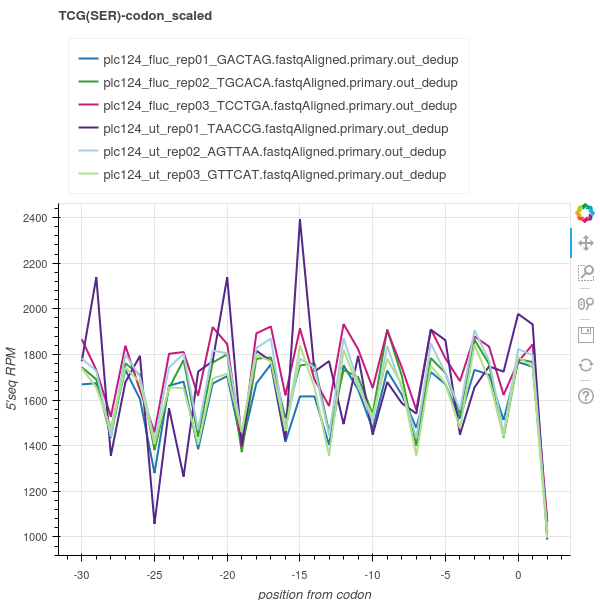 TCG(SER)-codon_scaled
plc124_fluc_rep01_GACTAG.fastqAligned.primary.out_dedup
plc124_fluc_rep02_TGCACA.fastqAligned.primary.out_dedup
plc124_fluc_rep03_TCCTGA.fastqAligned.primary.out_dedup
plc124_ut_rep01_TAACCG.fastqAligned.primary.out_dedup
plc124_ut_rep02_AGTTAA.fastqAligned.primary.out_dedup
plc124_ut_rep03_GTTCAT.fastqAligned.primary.out_dedup
2400
2200
2000
1800
1600
1400
1200
1000
5'seq RPM
-30 -25 -20 -15 -10 -5 0
position from codon